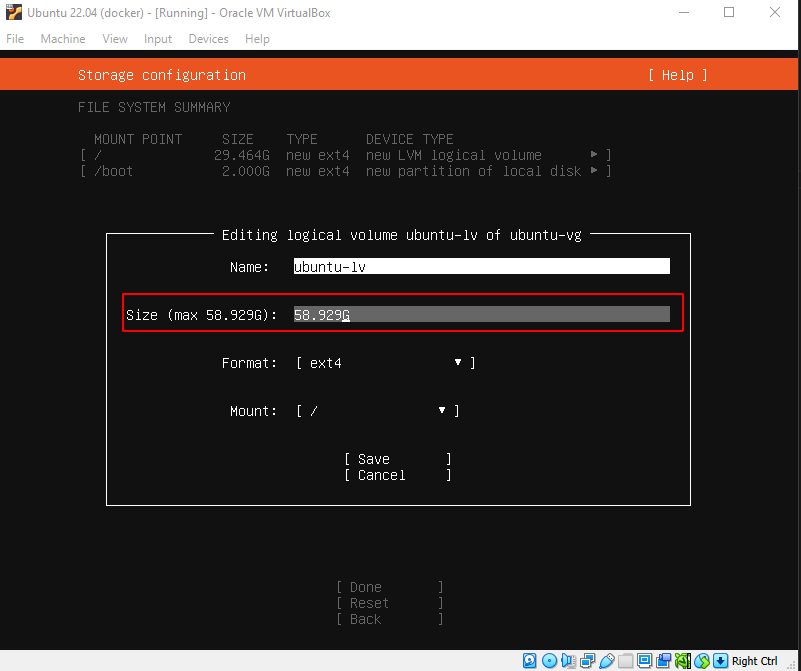 Ubuntu 22.04 (docker) - [Running] - Oracle VM VirtualBox
File Machine View Input Devices Help
Storage configuration [ Help ]
FILE SYSTEM SUMMARY
MOUNT POINT SIZE TYPE DEVICE TYPE
[ / 29.464G new ext4 new LVM logical volume ▸ ]
[ /boot 2.000G new ext4 new partition of local disk ▸ ]
Editing logical volume ubuntu-lv of ubuntu-vg
Name: ubuntu-lv
Size (max 58.929G): 58.929G
Format: [ ext4 ▾ ]
Mount: [ / ▾ ]
[ Save ]
[ Cancel ]
[ Done ]
[ Reset ]
[ Back ]
Right Ctrl